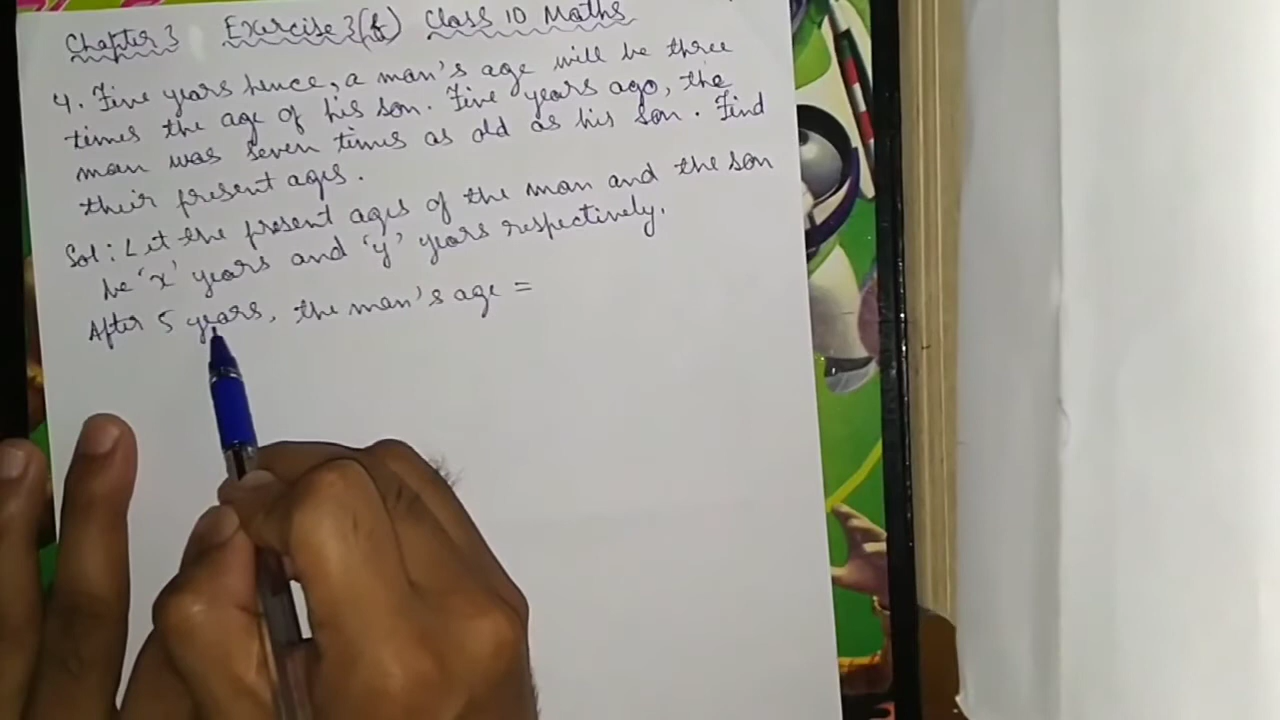 Chapter 3 Exercise 3(f) Class 10 Maths
4. Five years hence, a man's age will be three
times the age of his son. Five years ago, the
man was seven times as old as his son. Find
their present ages.
Sol: Let the present ages of the man and the son
be 'x' years and 'y' years respectively.
After 5 years, the man's age =